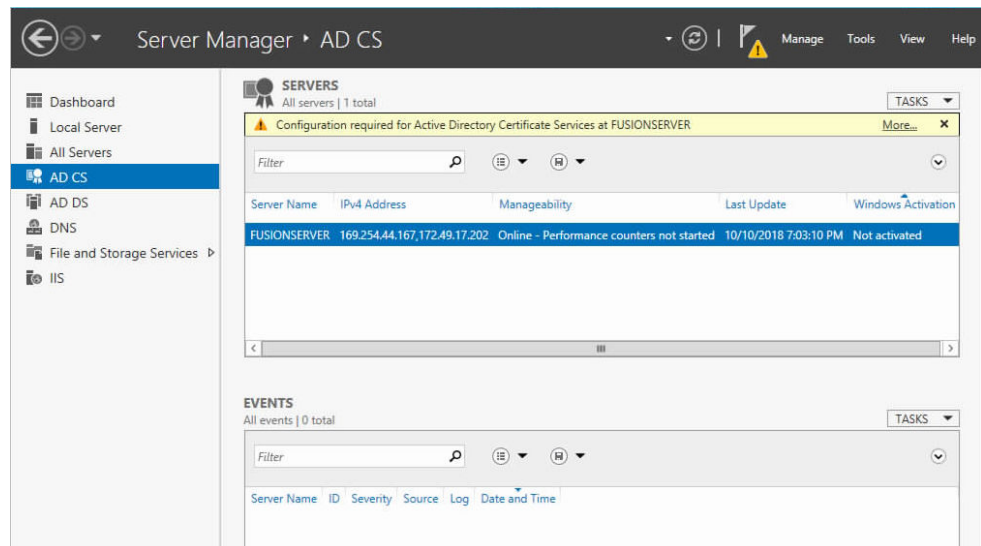 Server Manager ‣ AD CS
Manage Tools View Help
Dashboard
Local Server
All Servers
AD CS
AD DS
DNS
File and Storage Services
IIS
SERVERS
All servers | 1 total
TASKS
Configuration required for Active Directory Certificate Services at FUSIONSERVER More... x
Filter
Server Name IPv4 Address Manageability Last Update Windows Activation
FUSIONSERVER 169.254.44.167,172.49.17.202 Online - Performance counters not started 10/10/2018 7:03:10 PM Not activated
EVENTS
All events | 0 total
TASKS
Filter
Server Name ID Severity Source Log Date and Time